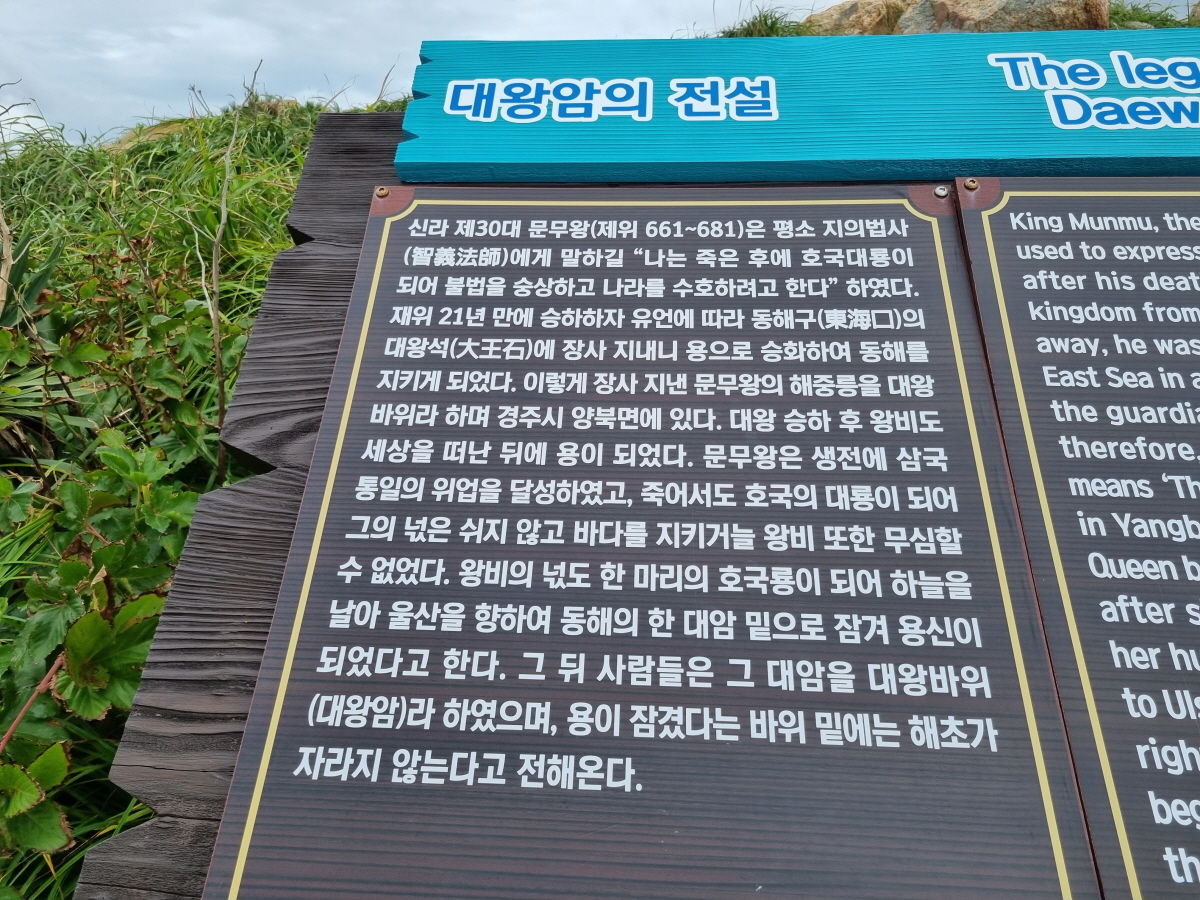 대왕암의 전설
The leg
Daew
신라 제30대 문무왕(제위 661~681)은 평소 지의법사
(智義法師)에게 말하길 “나는 죽은 후에 호국대룡이
되어 불법을 숭상하고 나라를 수호하려고 한다” 하였다.
재위 21년 만에 승하하자 유언에 따라 동해구(東海口)의
대왕석(大王石)에 장사 지내니 용으로 승화하여 동해를
지키게 되었다. 이렇게 장사 지낸 문무왕의 해중릉을 대왕
바위라 하며 경주시 양북면에 있다. 대왕 승하 후 왕비도
세상을 떠난 뒤에 용이 되었다. 문무왕은 생전에 삼국
통일의 위업을 달성하였고, 죽어서도 호국의 대룡이 되어
그의 넋은 쉬지 않고 바다를 지키거늘 왕비 또한 무심할
수 없었다. 왕비의 넋도 한 마리의 호국룡이 되어 하늘을
날아 울산을 향하여 동해의 한 대암 밑으로 잠겨 용신이
되었다고 한다. 그 뒤 사람들은 그 대암을 대왕바위
(대왕암)라 하였으며, 용이 잠겼다는 바위 밑에는 해초가
자라지 않는다고 전해온다.
King Munmu, the
used to express
after his death
kingdom from
away, he was
East Sea in a
the guardi
therefore.
means ‘Th
in Yangb
Queen b
after s
her hu
to Ul
righ
beg
th